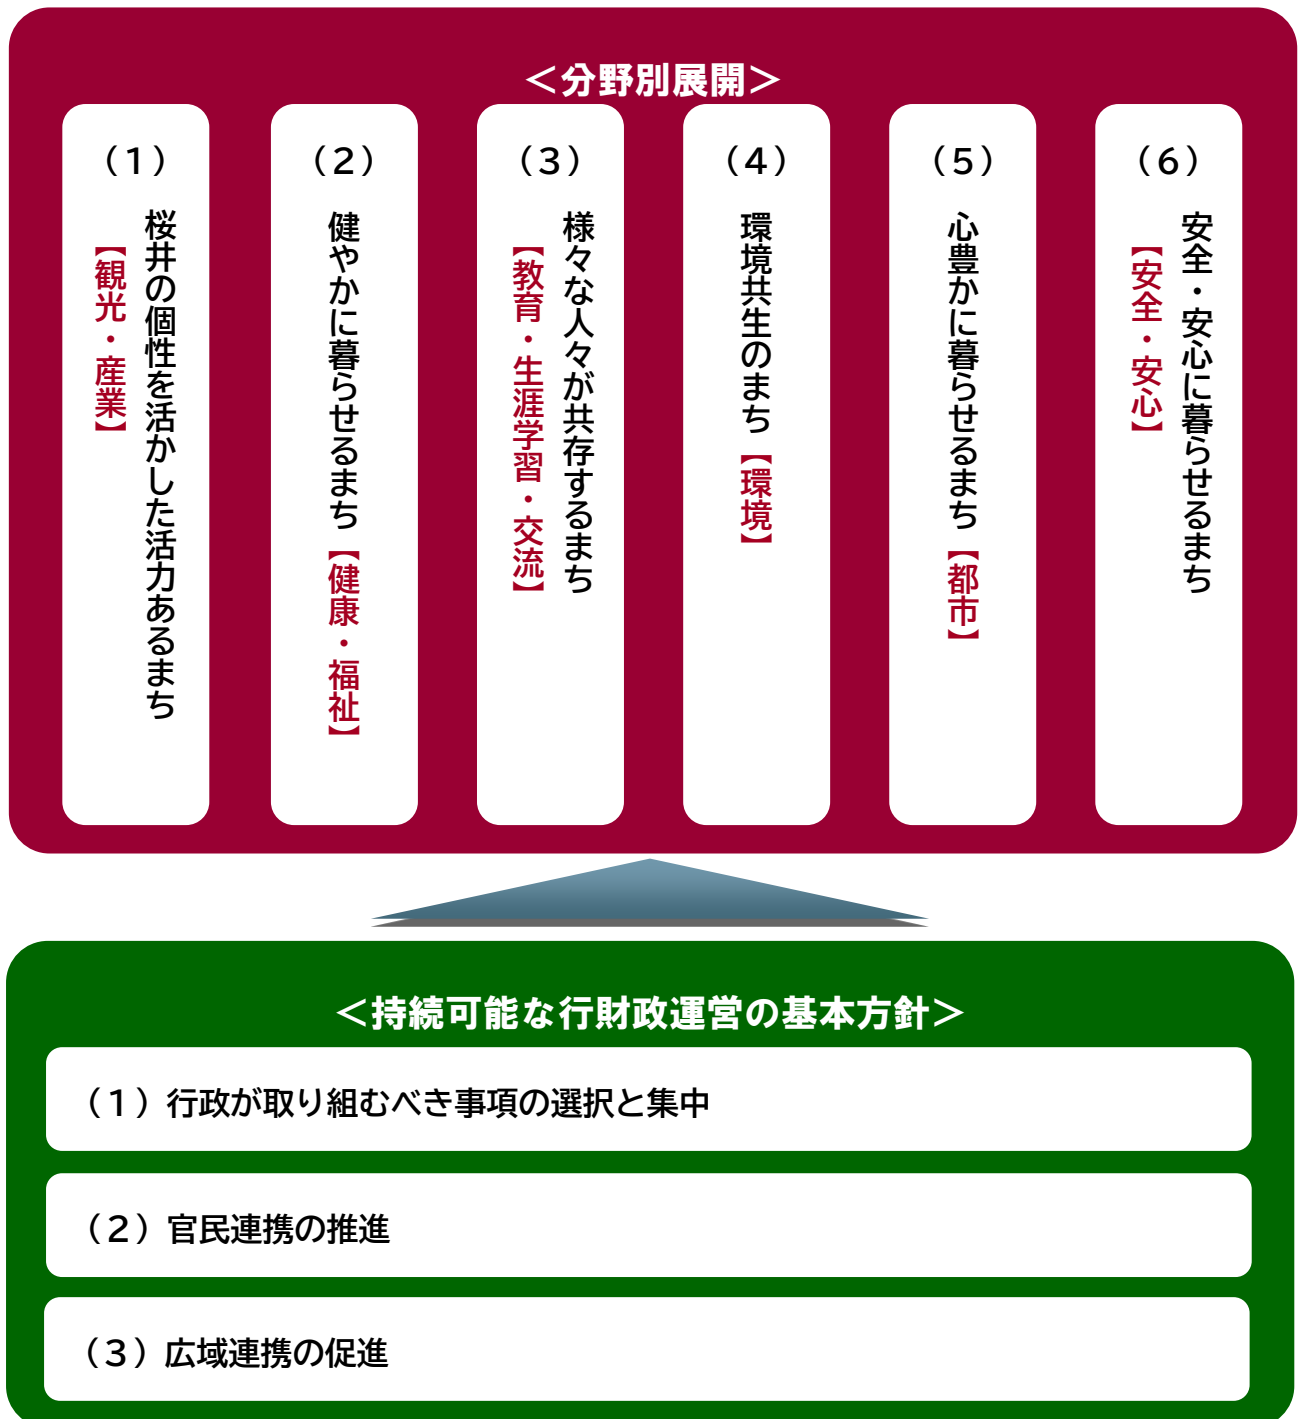 ＜分野別展開＞
（１）
桜井の個性を活かした活力あるまち
【観光・産業】
（２）
健やかに暮らせるまち【健康・福祉】
（３）
様々な人々が共存するまち
【教育・生涯学習・交流】
（４）
環境共生のまち【環境】
（５）
心豊かに暮らせるまち【都市】
（６）
安全・安心に暮らせるまち
【安全・安心】
＜持続可能な行財政運営の基本方針＞
（１）行政が取り組むべき事項の選択と集中
（２）官民連携の推進
（３）広域連携の促進